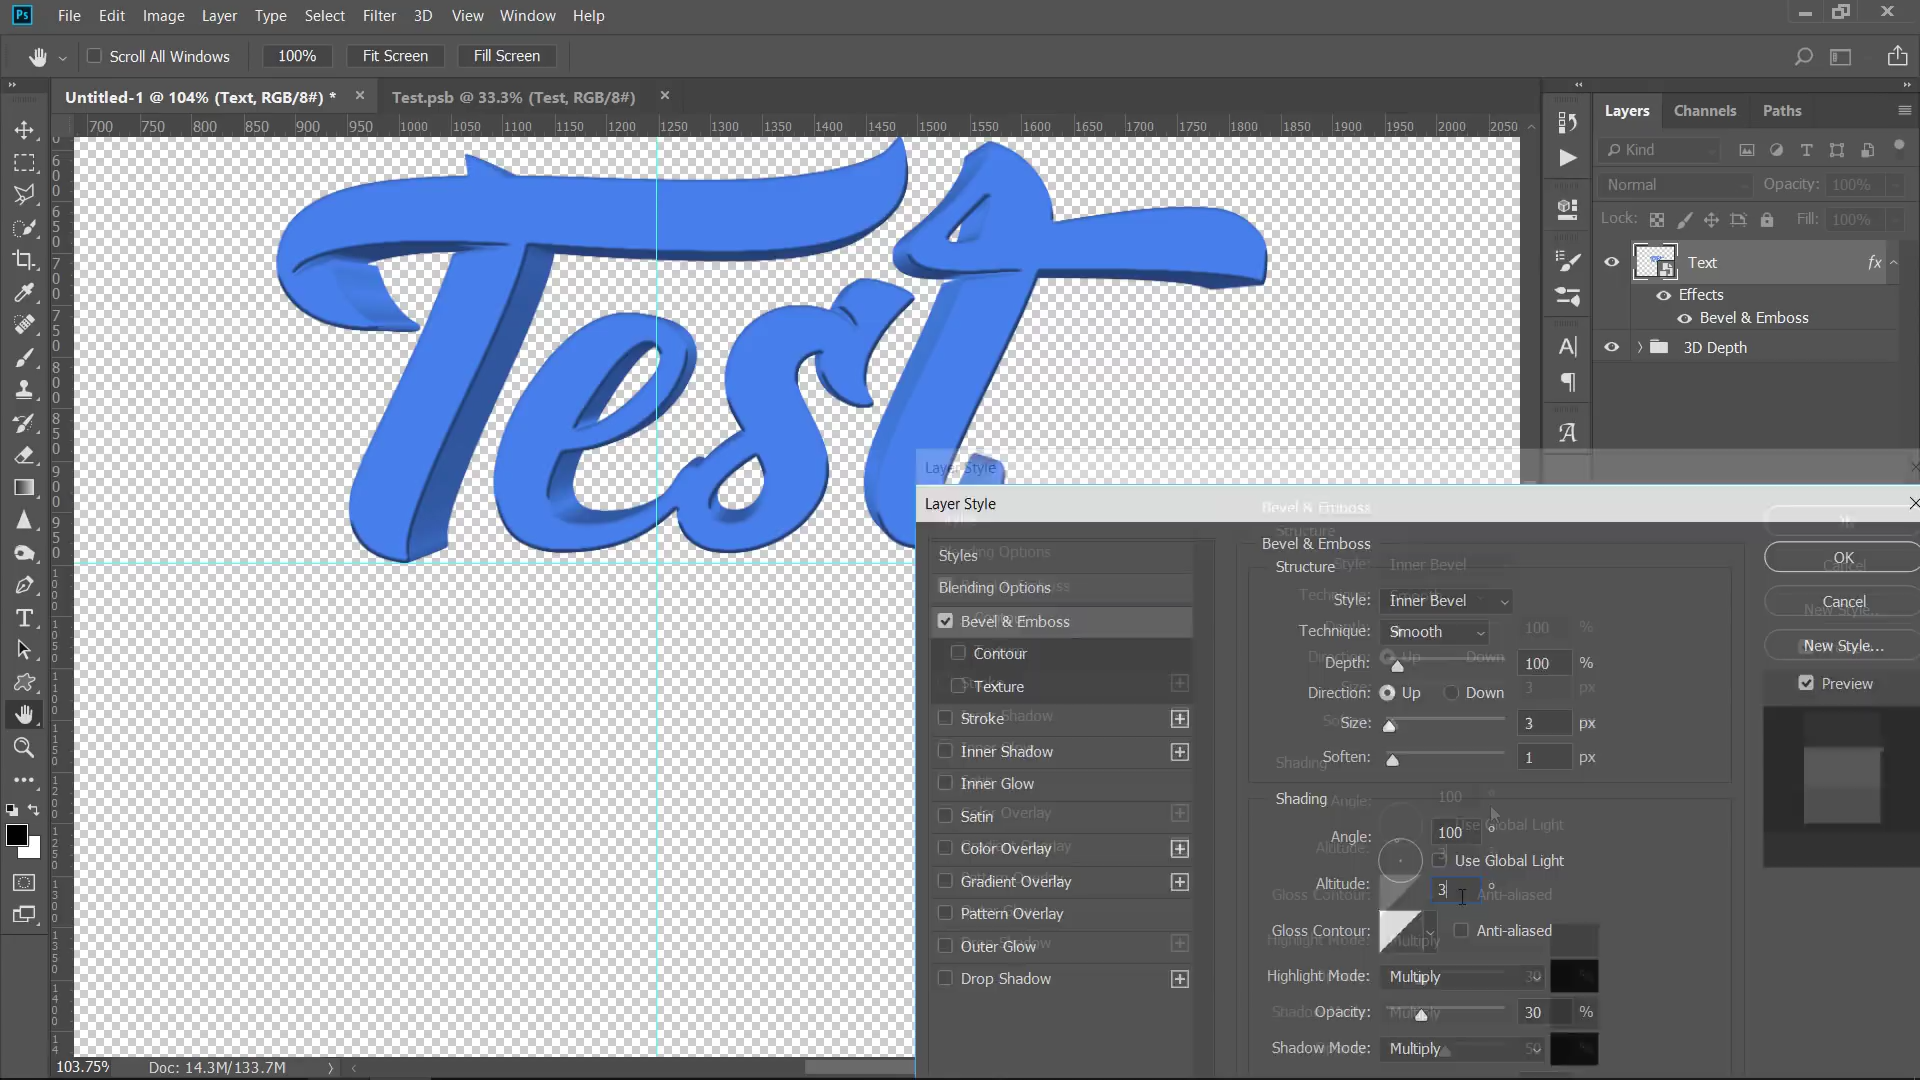 Ps File Edit Image Layer Type Select Filter 3D View Window Help
Scroll All Windows 100% Fit Screen Fill Screen
Untitled-1 @ 104% (Text, RGB/8#) * × Test.psb @ 33.3% (Test, RGB/8#) ×
700 750 800 850 900 950 1000 1050 1100 1150 1200 1250 1300 1350 1400 1450 1500 1550 1600 1650 1700 1750 1800 1850 1900 1950 2000 2050
Test
Layers Channels Paths
Kind
Normal Opacity: 100%
Lock: Fill: 100%
Text fx
Effects
Bevel & Emboss
3D Depth
Layer Style
Layer Style
Styles
Blending Options
Bevel & Emboss
Contour
Texture
Stroke
Inner Shadow
Inner Glow
Satin
Color Overlay
Gradient Overlay
Pattern Overlay
Outer Glow
Drop Shadow
Bevel & Emboss
Structure
Style: Inner Bevel
Technique: Smooth
Depth: 100 %
Direction: Up Down
Size: 3 px
Soften: 1 px
Shading
Angle: 100 °
Use Global Light
Altitude: 3 °
Gloss Contour: Anti-aliased
Highlight Mode: Multiply
Opacity: 30 %
Shadow Mode: Multiply
OK
Cancel
New Style...
Preview
103.75% Doc: 14.3M/133.7M